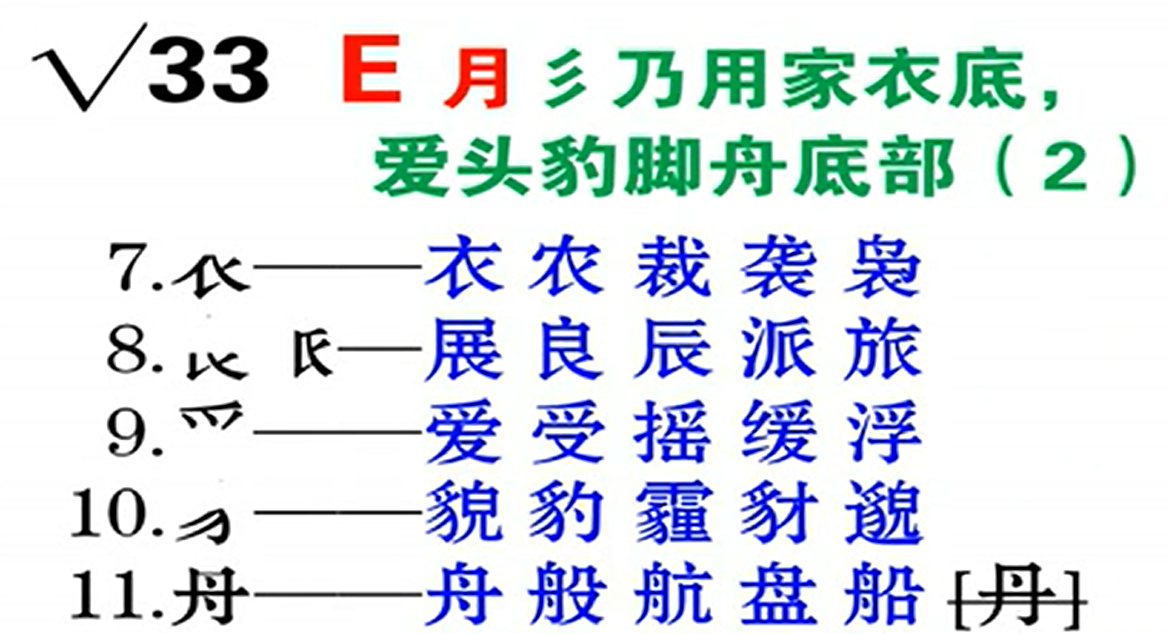 √33 E 月彡乃用家衣底，
爱头豹脚舟底部（2）
7.𧘇——衣 农 裁 袭 袅
8. 𠄌——展 良 辰 派 旅
9.爫——爱 受 摇 缓 浮
10.——貌 豹 霾 豺 邈
11.舟——舟 般 航 盘 船 [丹]